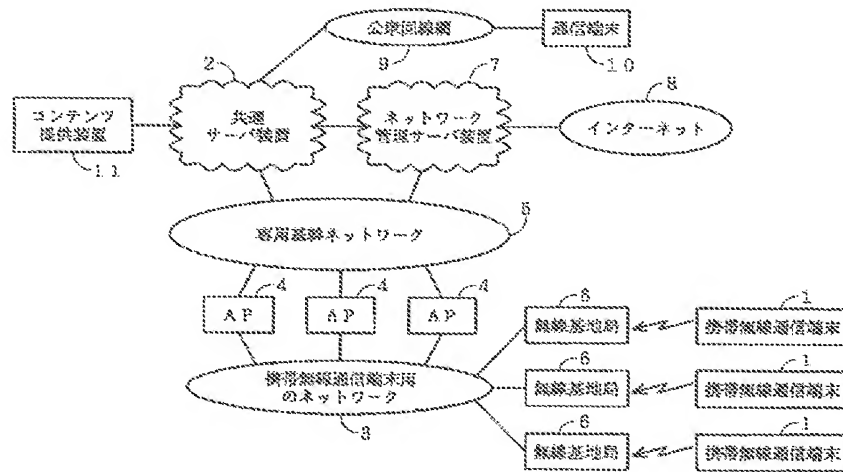 公衆回線網
9
通信端末
10
2
7
コンテンツ
提供装置
11
共通
サーバ装置
ネットワーク
管理サーバ装置
8
インターネット
専用基幹ネットワーク
5
4
4
4
AP
AP
AP
携帯無線通信端末用
のネットワーク
3
6
無線基地局
1
携帯無線通信端末
6
無線基地局
1
携帯無線通信端末
6
無線基地局
1
携帯無線通信端末